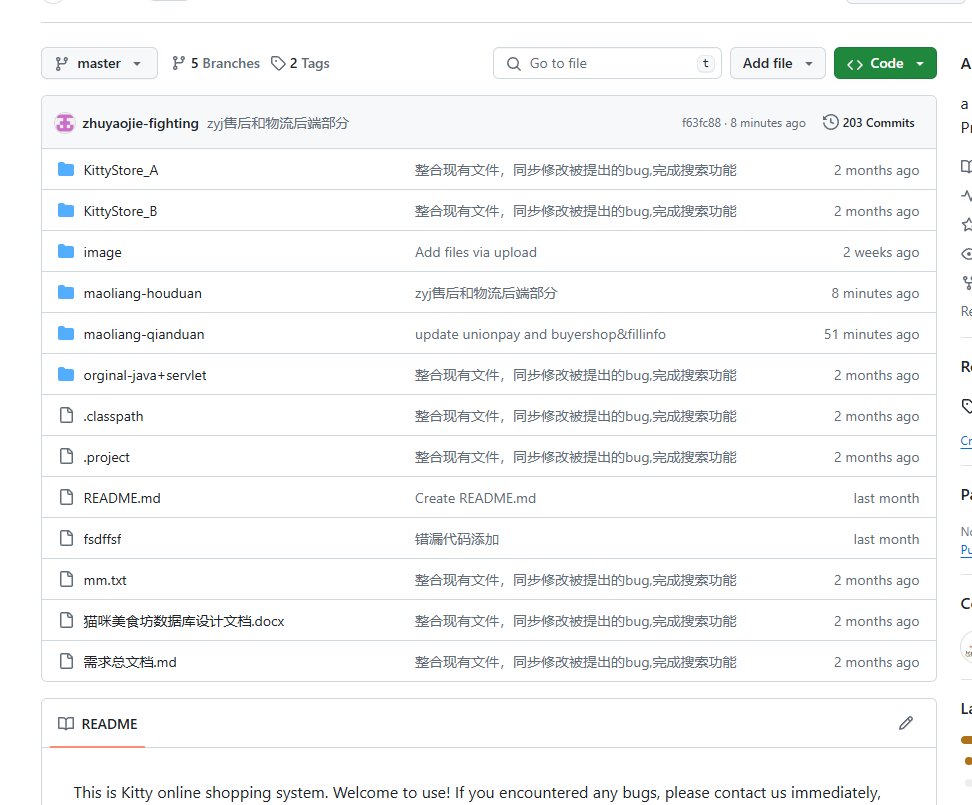 master 5 Branches 2 Tags Go to file t Add file Code
zhuyaojie-fighting zyj售后和物流后端部分 f63fc88 · 8 minutes ago 203 Commits
KittyStore_A 整合现有文件，同步修改被提出的bug,完成搜索功能 2 months ago
KittyStore_B 整合现有文件，同步修改被提出的bug,完成搜索功能 2 months ago
image Add files via upload 2 weeks ago
maoliang-houduan zyj售后和物流后端部分 8 minutes ago
maoliang-qianduan update unionpay and buyershop&fillinfo 51 minutes ago
orginal-java+servlet 整合现有文件，同步修改被提出的bug,完成搜索功能 2 months ago
.classpath 整合现有文件，同步修改被提出的bug,完成搜索功能 2 months ago
.project 整合现有文件，同步修改被提出的bug,完成搜索功能 2 months ago
README.md Create README.md last month
fsdffsf 错漏代码添加 last month
mm.txt 整合现有文件，同步修改被提出的bug,完成搜索功能 2 months ago
猫咪美食坊数据库设计文档.docx 整合现有文件，同步修改被提出的bug,完成搜索功能 2 months ago
需求总文档.md 整合现有文件，同步修改被提出的bug,完成搜索功能 2 months ago
README
This is Kitty online shopping system. Welcome to use! If you encountered any bugs, please contact us immediately,